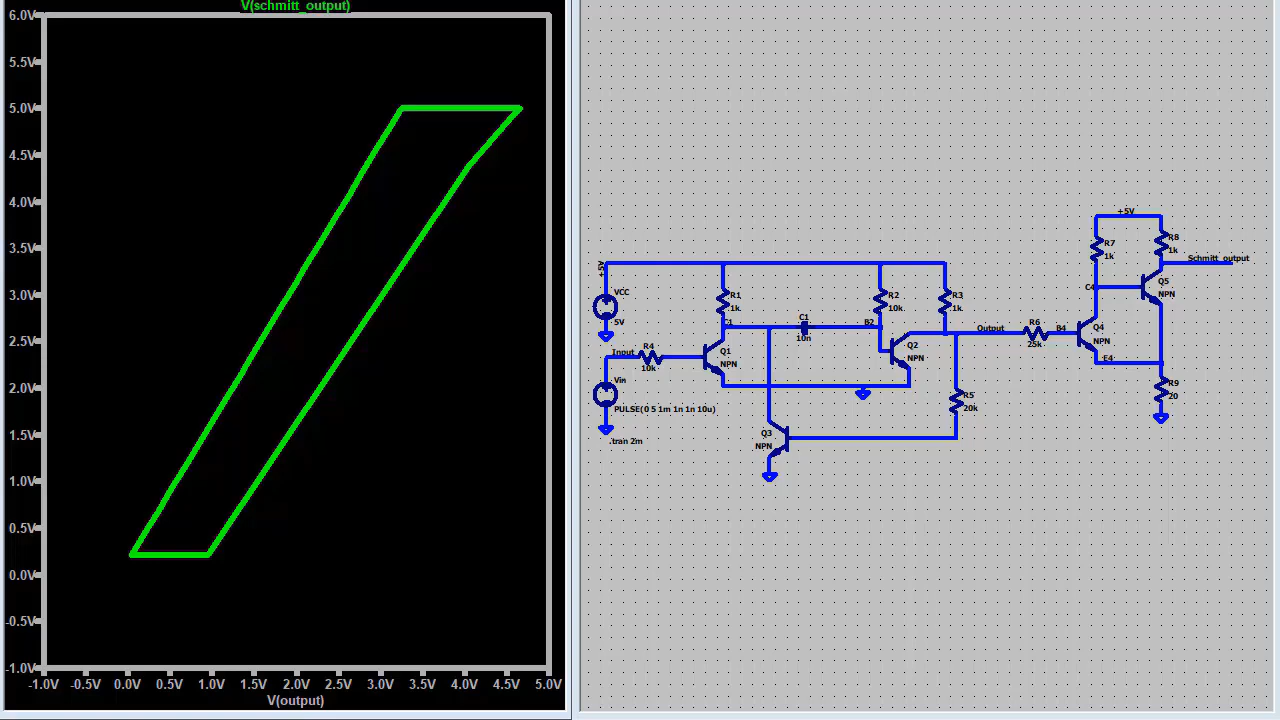 V(schmitt_output)
6.0V
5.5V
5.0V
4.5V
4.0V
3.5V
3.0V
2.5V
2.0V
1.5V
1.0V
0.5V
0.0V
-0.5V
-1.0V
-1.0V -0.5V 0.0V 0.5V 1.0V 1.5V 2.0V 2.5V 3.0V 3.5V 4.0V 4.5V 5.0V
V(output)
+5V
R7
1k
R8
1k
Schmitt_output
+5V
VCC
5V
R1
1k
C1
10n
R2
10k
B2
R3
1k
Q5
NPN
Output
R6
25k
B4
Q4
NPN
E4
Input
R4
10k
Q1
NPN
Q2
NPN
Vin
PULSE(0 5 1m 1n 1n 10u)
.tran 2m
R5
20k
R9
20
Q3
NPN